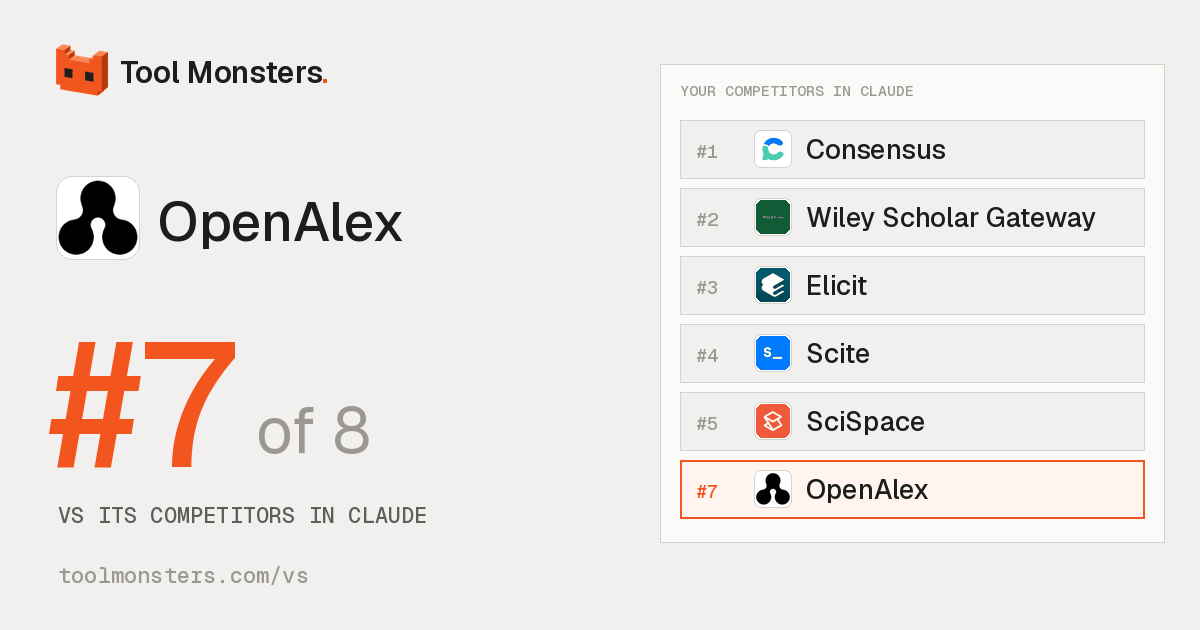 Tool Monsters.
OpenAlex
#7 of 8
VS ITS COMPETITORS IN CLAUDE
toolmonsters.com/vs
YOUR COMPETITORS IN CLAUDE
#1 Consensus
#2 Wiley Scholar Gateway
#3 Elicit
#4 S_ Scite
#5 SciSpace
#7 OpenAlex